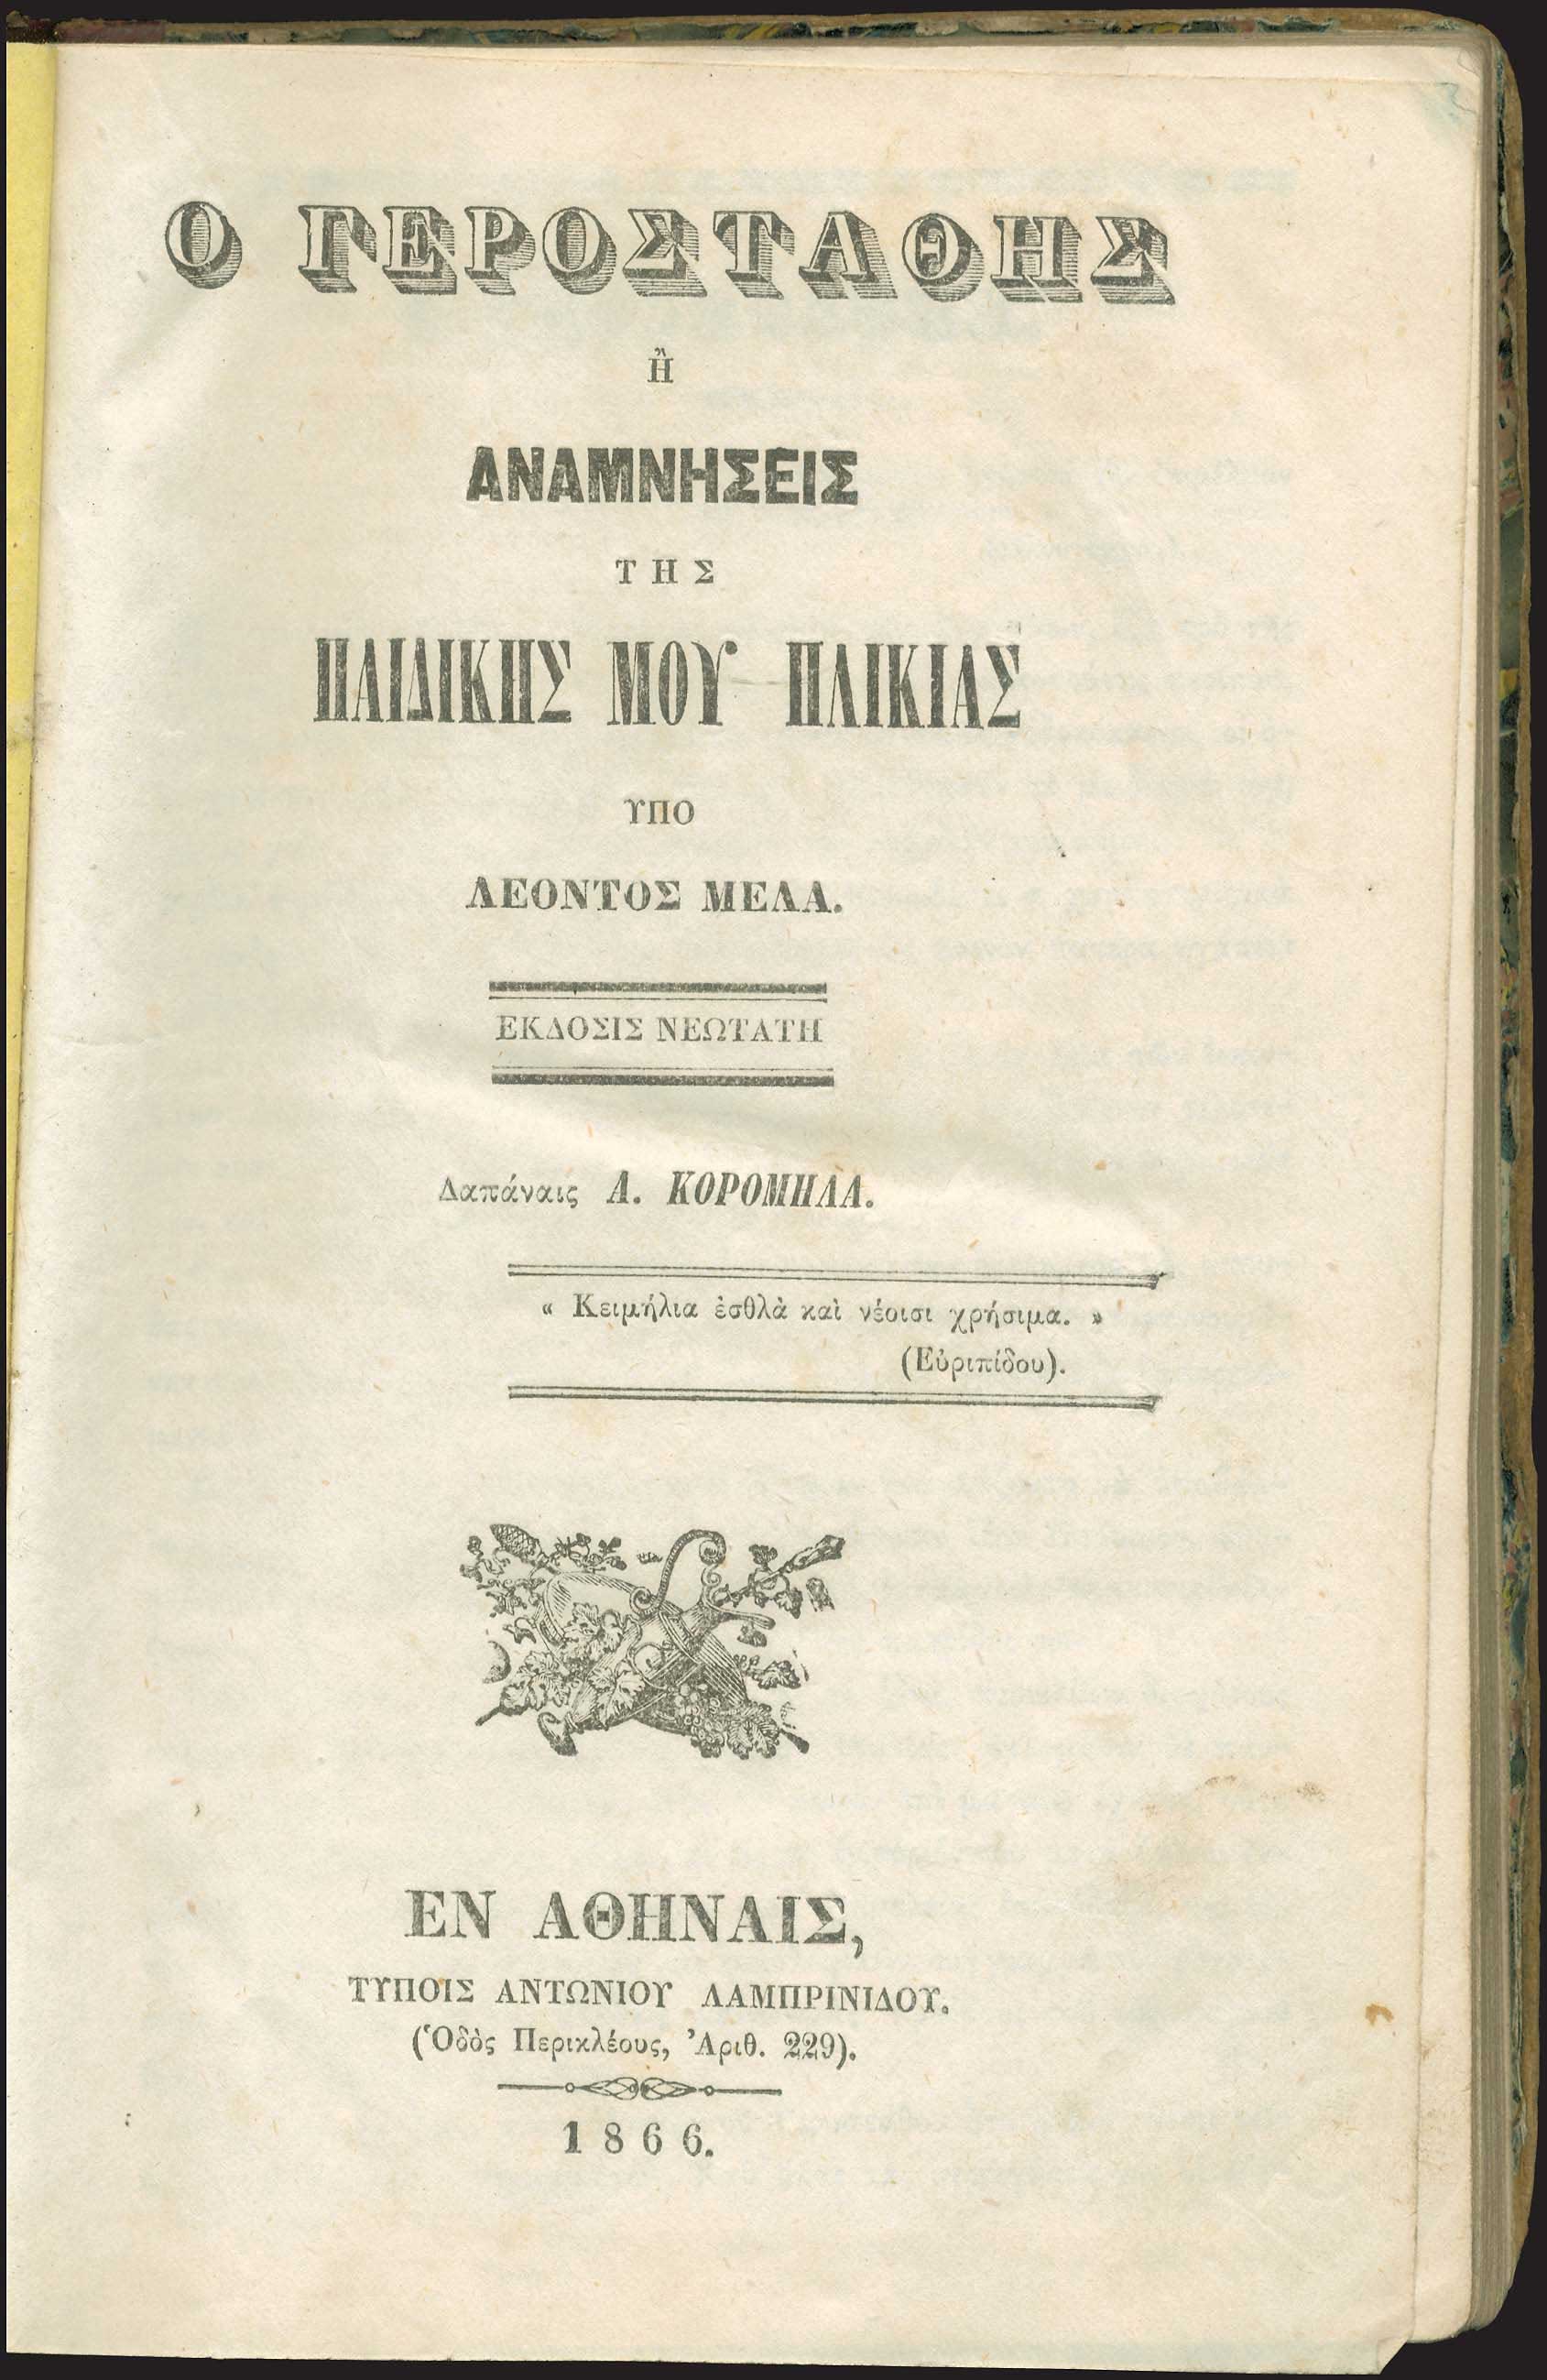 Ο ΓΕΡΟΣΤΑΘΗΣ
Ἢ
ΑΝΑΜΝΗΣΕΙΣ
ΤΗΣ
ΠΑΙΔΙΚΗΣ ΜΟΥ ΗΛΙΚΙΑΣ
ΥΠΟ
ΛΕΟΝΤΟΣ ΜΕΛΑ.
ΕΚΔΟΣΙΣ ΝΕΩΤΑΤΗ
Δαπάναις Α. ΚΟΡΟΜΗΛΑ.
« Κειμήλια ἐσθλὰ καὶ νέοισι χρήσιμα. »
(Εὐριπίδου).
ΕΝ ΑΘΗΝΑΙΣ,
ΤΥΠΟΙΣ ΑΝΤΩΝΙΟΥ ΛΑΜΠΡΙΝΙΔΟΥ.
(Ὁδὸς Περικλέους, Ἀριθ. 229).
1866.